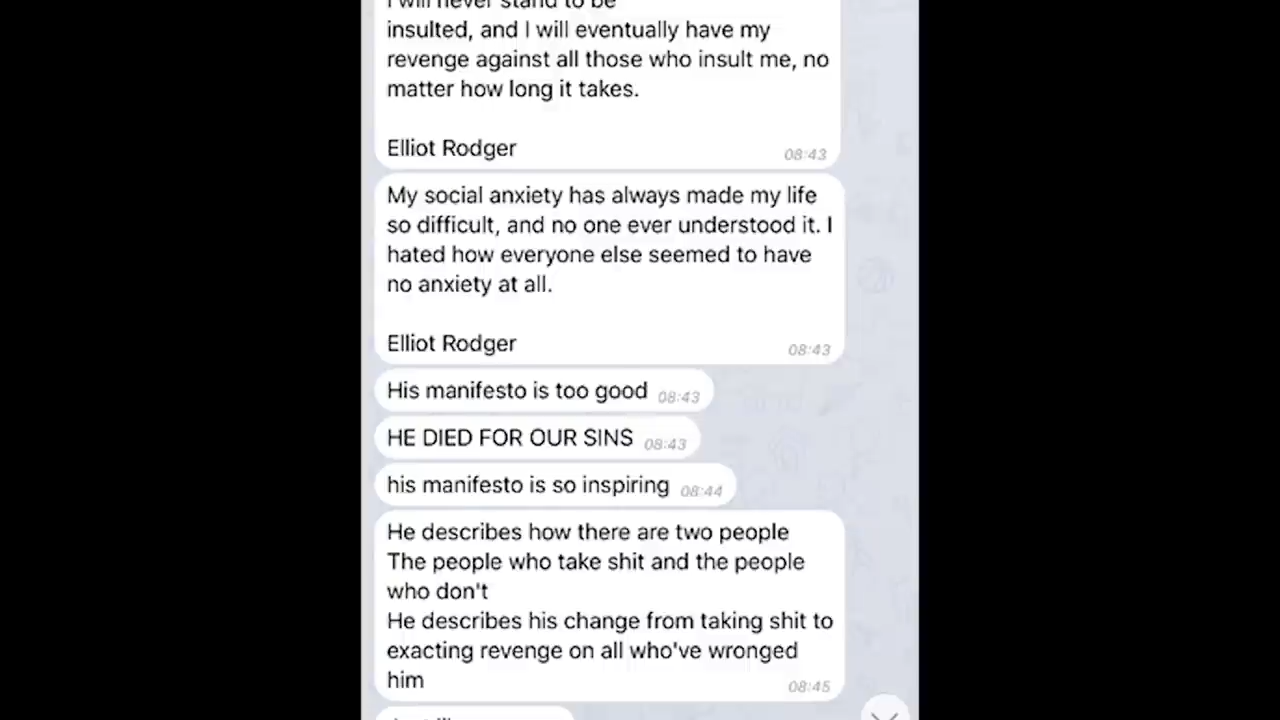 I will never stand to be
insulted, and I will eventually have my
revenge against all those who insult me, no
matter how long it takes.
Elliot Rodger
08:43
My social anxiety has always made my life
so difficult, and no one ever understood it. I
hated how everyone else seemed to have
no anxiety at all.
Elliot Rodger
08:43
His manifesto is too good 08:43
HE DIED FOR OUR SINS 08:43
his manifesto is so inspiring 08:44
He describes how there are two people
The people who take shit and the people
who don't
He describes his change from taking shit to
exacting revenge on all who've wronged
him
08:45